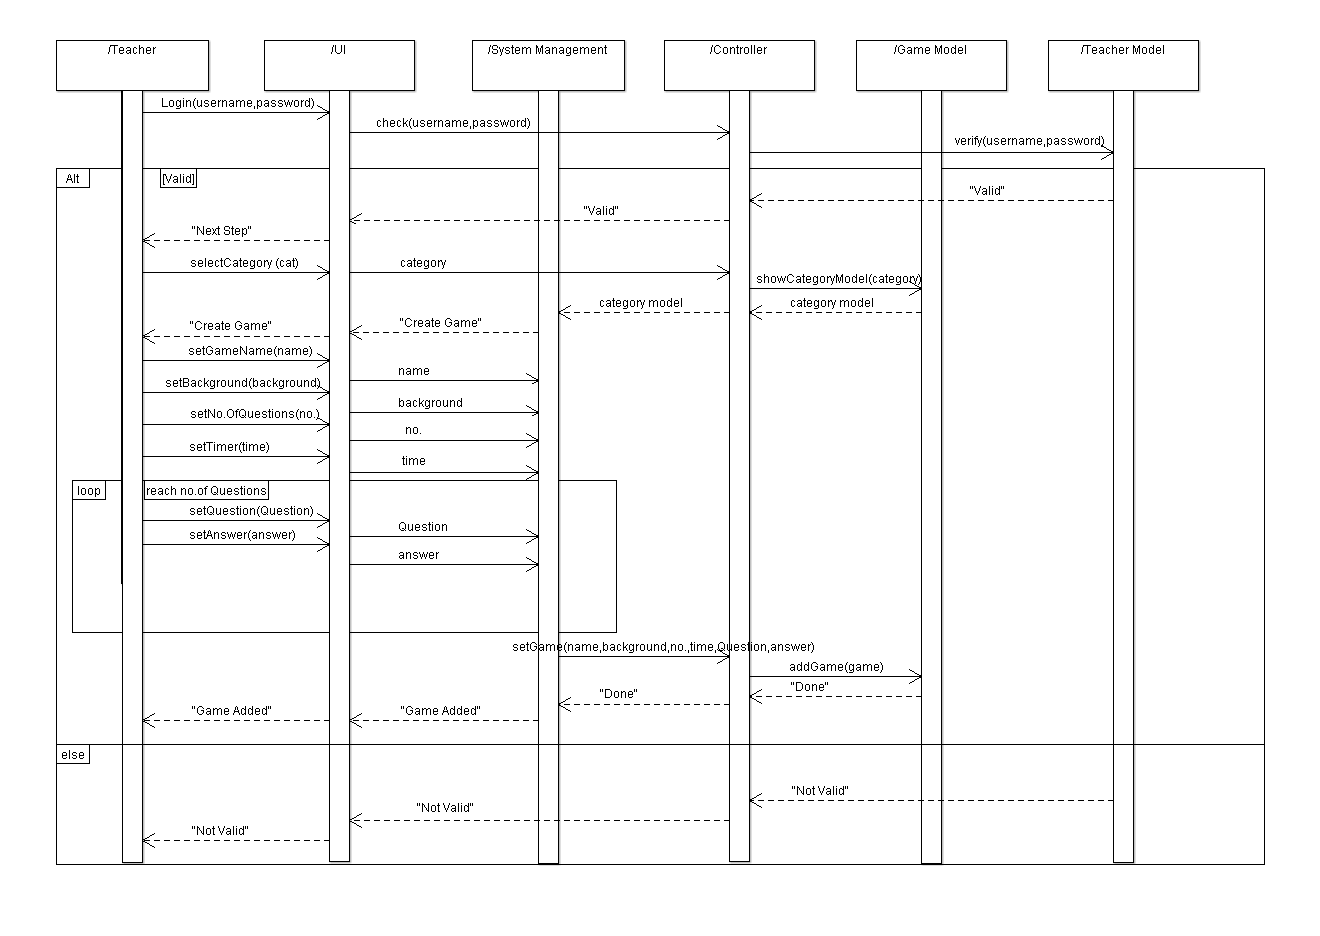 /Teacher
/UI
/System Management
/Controller
/Game Model
/Teacher Model
Login(username,password)
check(username,password)
verify(username,password)
Alt
[Valid]
"Valid"
"Valid"
"Next Step"
selectCategory (cat)
category
showCategoryModel(category)
category model
category model
"Create Game"
"Create Game"
setGameName(name)
name
setBackground(background)
background
setNo.OfQuestions(no.)
no.
setTimer(time)
time
loop
reach no.of Questions
setQuestion(Question)
Question
setAnswer(answer)
answer
setGame(name,background,no.,time,Question,answer)
addGame(game)
"Done"
"Done"
"Game Added"
"Game Added"
else
"Not Valid"
"Not Valid"
"Not Valid"